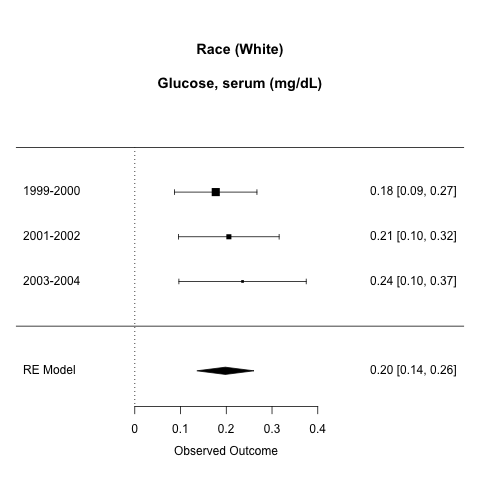 Race (White)
Glucose, serum (mg/dL)
1999-2000 0.18 [0.09, 0.27]
2001-2002 0.21 [0.10, 0.32]
2003-2004 0.24 [0.10, 0.37]
RE Model 0.20 [0.14, 0.26]
0 0.1 0.2 0.3 0.4
Observed Outcome